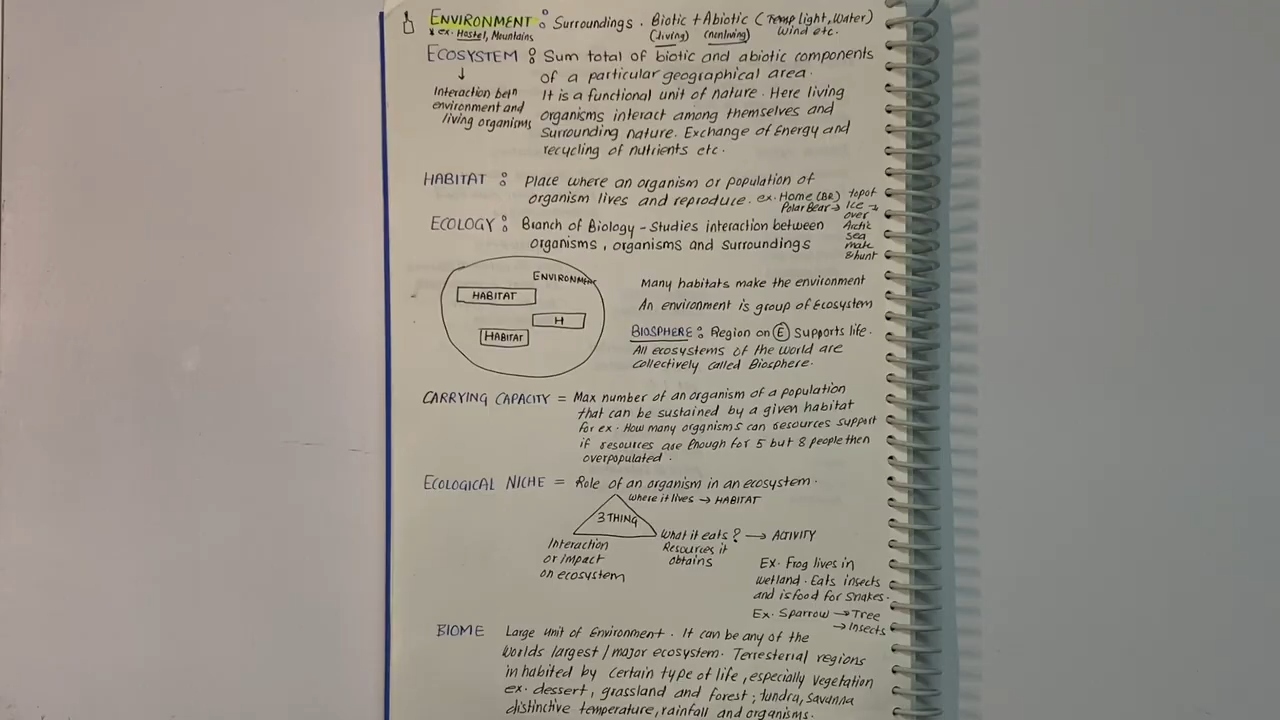 ENVIRONMENT : Surroundings . Biotic + Abiotic (Temp light, Water)
* ex. Hostel, Mountains (living) (nonliving) Wind etc.
ECOSYSTEM : Sum total of biotic and abiotic components
of a particular geographical area.
Interaction betn It is a functional unit of nature. Here living
environment and organisms interact among themselves and
living organisms surrounding nature. Exchange of Energy and
recycling of nutrients etc.
HABITAT : Place where an organism or population of
organism lives and reproduce. ex. Home (BR)
Polar Bear → top of
Ice →
over
Arctic
sea
mate
& hunt
ECOLOGY : Branch of Biology - Studies interaction between
organisms, organisms and surroundings
ENVIRONMENT
HABITAT
H
HABITAT
Many habitats make the environment
An environment is group of Ecosystem
BIOSPHERE : Region on (E) Supports life.
All ecosystems of the world are
collectively called Biosphere.
CARRYING CAPACITY = Max number of an organism of a population
that can be sustained by a given habitat
for ex. How many organisms can resources support
if resources are Enough for 5 but 8 people then
overpopulated.
ECOLOGICAL NICHE = Role of an organism in an ecosystem.
where it lives → HABITAT
3 THING
What it eats? → ACTIVITY
Resources it
obtains
Interaction
or impact
on ecosystem
Ex. Frog lives in
wetland. Eats insects
and is food for snakes.
Ex. Sparrow → Tree
→ Insects
BIOME Large unit of Environment. It can be any of the
worlds largest / major ecosystem. Terresterial regions
in habited by certain type of life, especially Vegetation
ex. dessert, grassland and forest; tundra, savanna
distinctive temperature, rainfall and organisms.